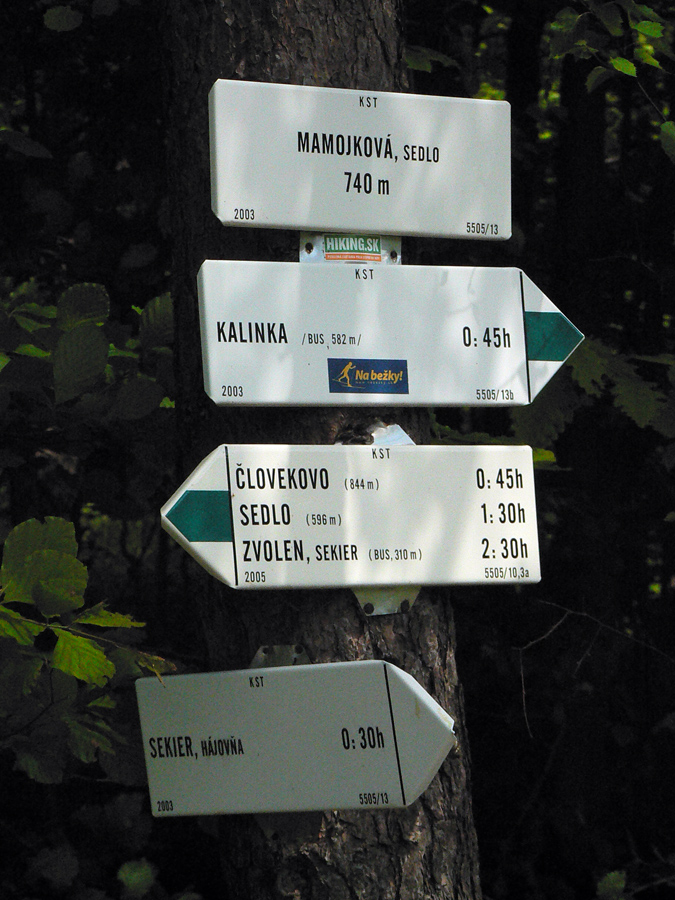 KST
MAMOJKOVÁ, SEDLO
740 m
2003 5505/13
HIKING.SK
KST
KALINKA /BUS, 582 m/ 0:45h
Na bežky!
2003 5505/13b
KST
ČLOVEKOVO (844 m) 0:45h
SEDLO (596 m) 1:30h
ZVOLEN, SEKIER (BUS, 310 m) 2:30h
2005 5505/10,3a
KST
SEKIER, HÁJOVŇA 0:30h
2003 5505/13